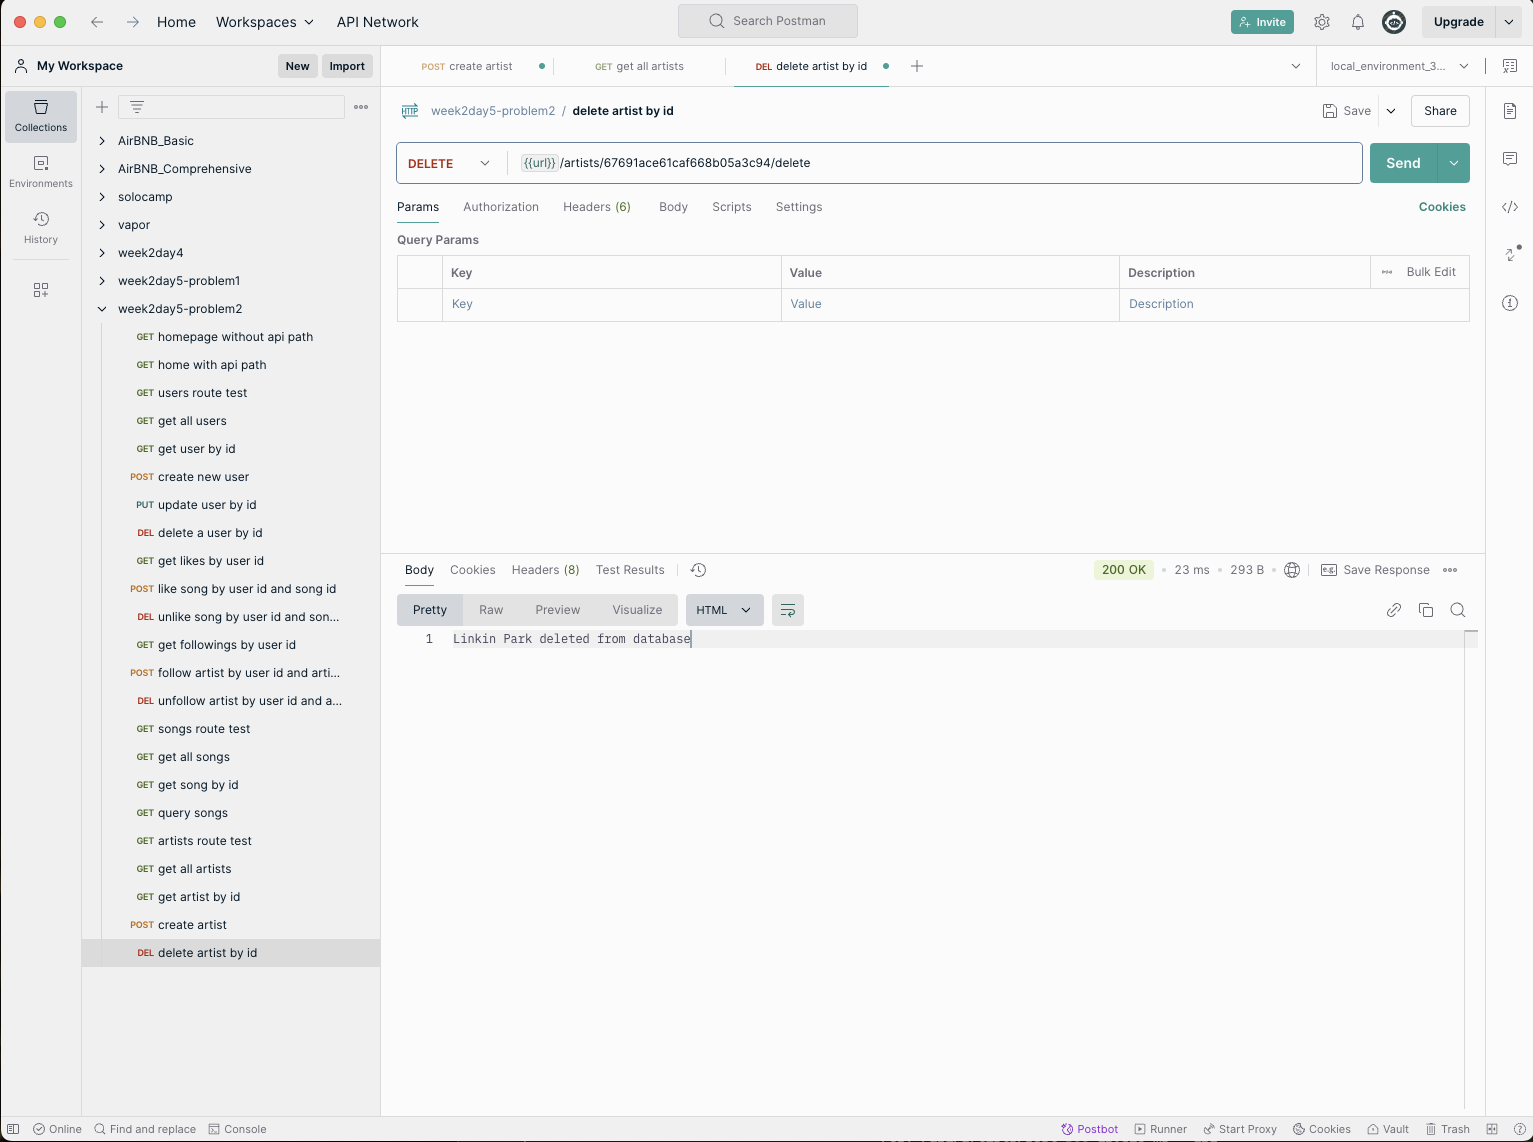 Home Workspaces API Network Search Postman Invite Upgrade
My Workspace New Import POST create artist GET get all artists DEL delete artist by id local_environment_3...
Collections
Environments
History
AirBNB_Basic
AirBNB_Comprehensive
solocamp
vapor
week2day4
week2day5-problem1
week2day5-problem2
GET homepage without api path
GET home with api path
GET users route test
GET get all users
GET get user by id
POST create new user
PUT update user by id
DEL delete a user by id
GET get likes by user id
POST like song by user id and song id
DEL unlike song by user id and son...
GET get followings by user id
POST follow artist by user id and arti...
DEL unfollow artist by user id and a...
GET songs route test
GET get all songs
GET get song by id
GET query songs
GET artists route test
GET get all artists
GET get artist by id
POST create artist
DEL delete artist by id
HTTP week2day5-problem2 / delete artist by id Save Share
DELETE {{url}}/artists/67691ace61caf668b05a3c94/delete Send
Params Authorization Headers (6) Body Scripts Settings Cookies
Query Params
Key Value Description Bulk Edit
Key Value Description
Body Cookies Headers (8) Test Results 200 OK 23 ms 293 B e.g. Save Response
Pretty Raw Preview Visualize HTML
1 Linkin Park deleted from database
Online Find and replace Console Postbot Runner Start Proxy Cookies Vault Trash